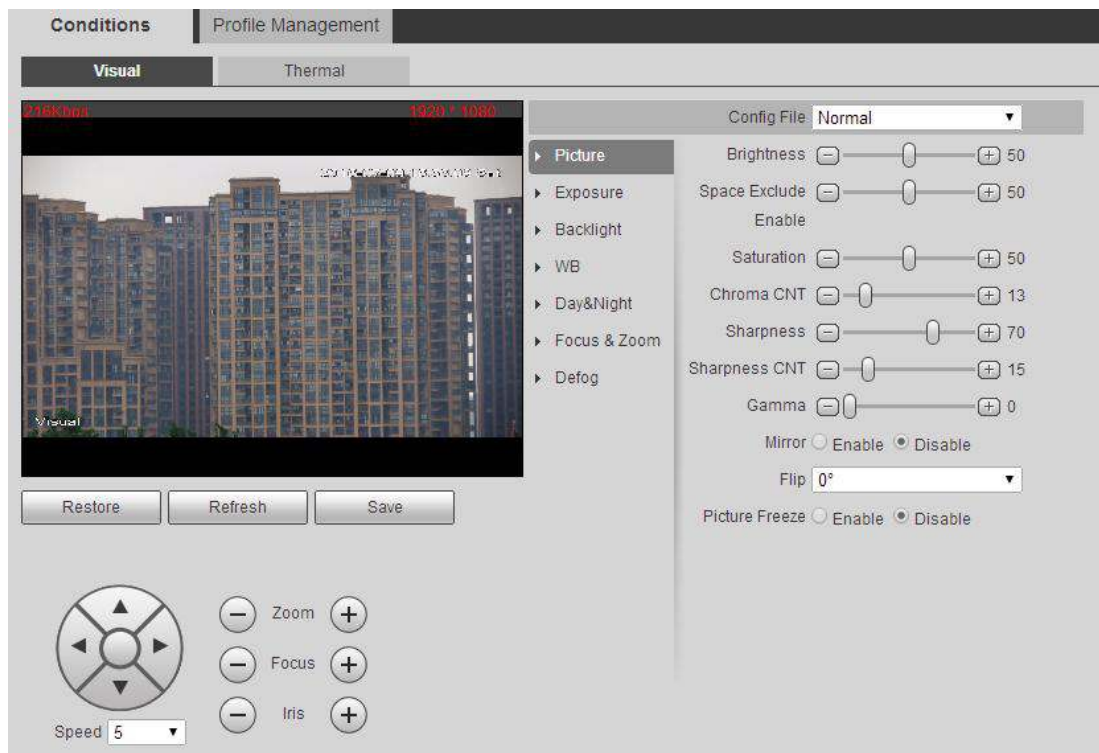 Conditions
Profile Management
Visual
Thermal
216Kbps
1920 * 1080
Visual
Config File Normal
Picture
Exposure
Backlight
WB
Day&Night
Focus & Zoom
Defog
Brightness 50
Space Exclude Enable 50
Saturation 50
Chroma CNT 13
Sharpness 70
Sharpness CNT 15
Gamma 0
Mirror Enable Disable
Flip 0°
Picture Freeze Enable Disable
Restore
Refresh
Save
Zoom
Focus
Iris
Speed 5